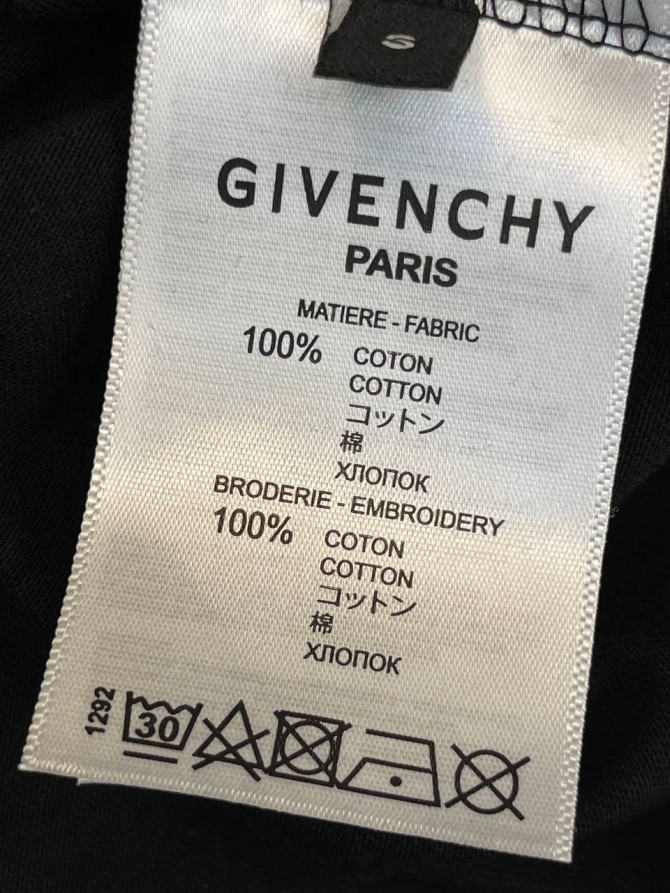 S
GIVENCHY
PARIS
MATIERE - FABRIC
100% COTON
COTTON
コットン
棉
ХЛОПОК
BRODERIE - EMBROIDERY
100% COTON
COTTON
コットン
棉
ХЛОПОК
1292
30